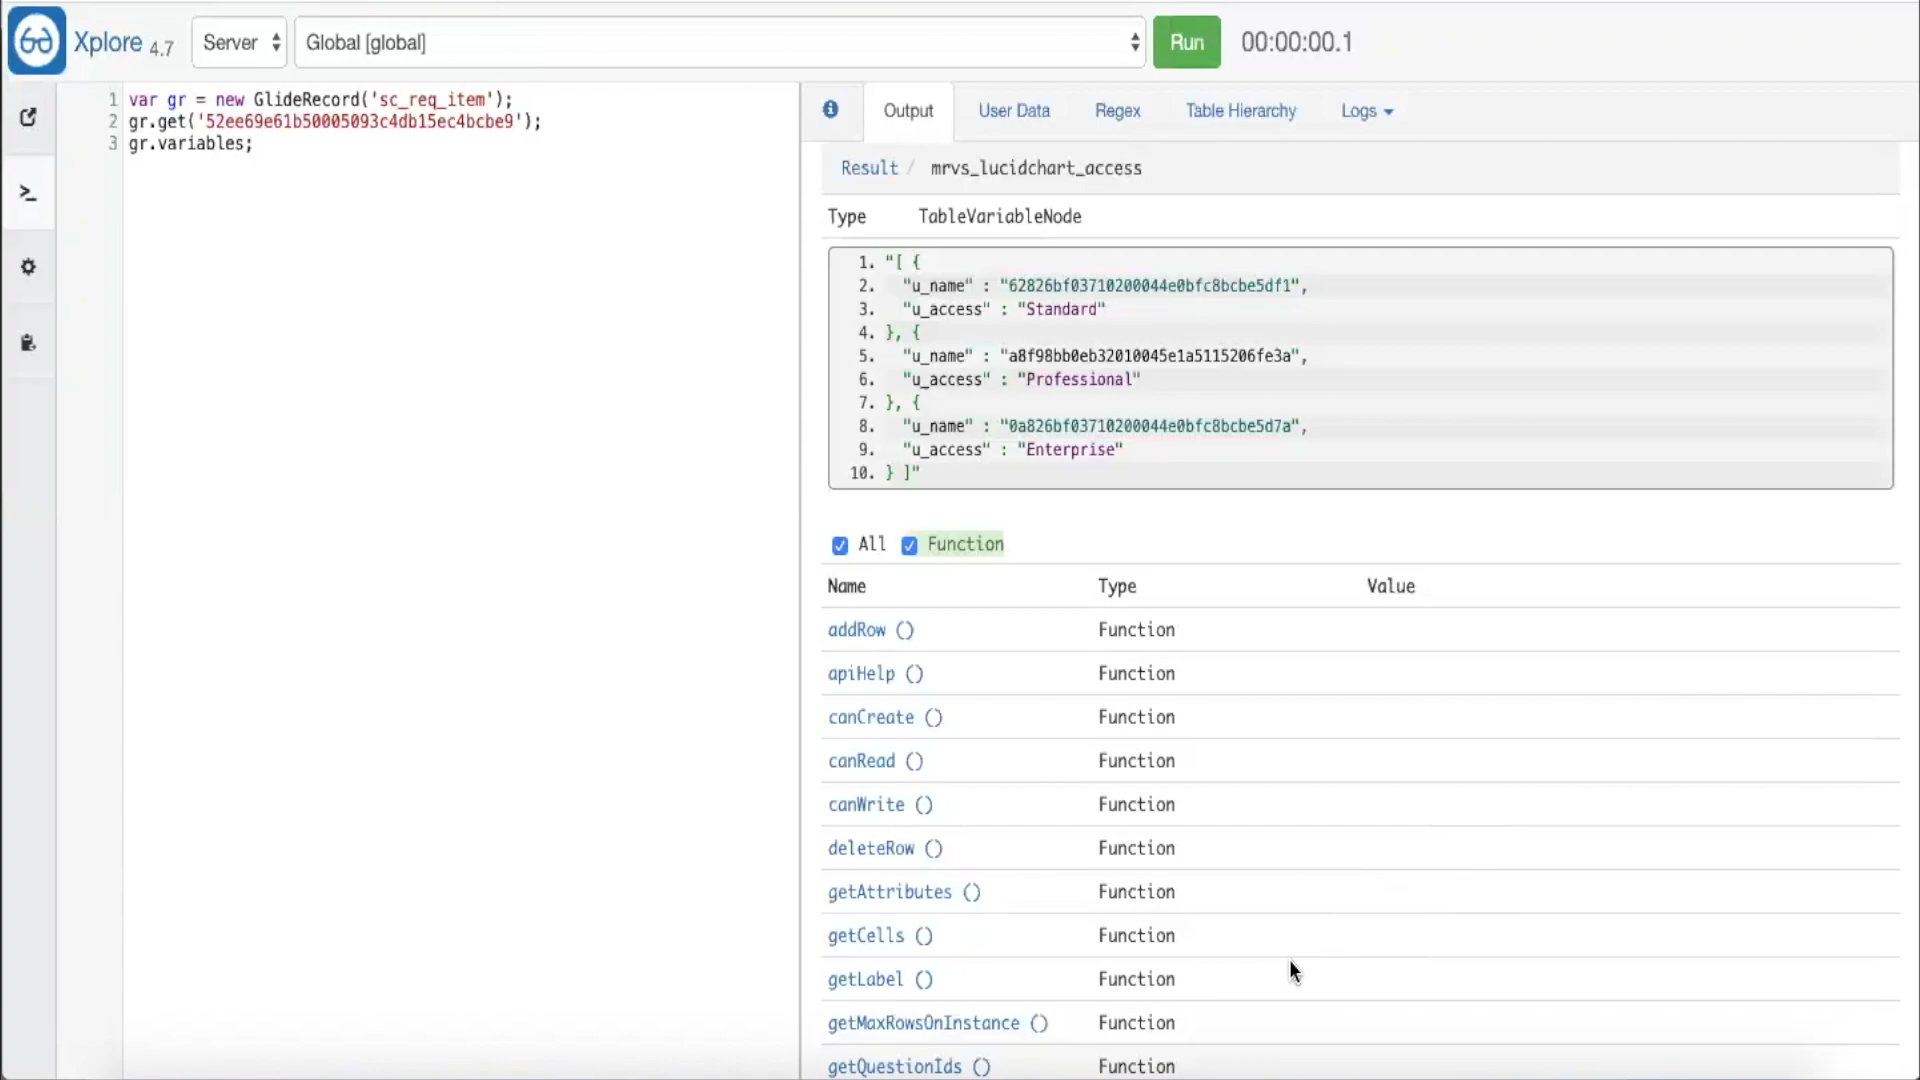 Xplore 4.7 Server Global [global] Run 00:00:00.1
1 var gr = new GlideRecord('sc_req_item');
2 gr.get('52ee69e61b50005093c4db15ec4bcbe9');
3 gr.variables;
Output User Data Regex Table Hierarchy Logs
Result / mrvs_lucidchart_access
Type TableVariableNode
1. "[ {
2. "u_name" : "62826bf03710200044e0bfc8bcbe5df1",
3. "u_access" : "Standard"
4. }, {
5. "u_name" : "a8f98bb0eb32010045e1a5115206fe3a",
6. "u_access" : "Professional"
7. }, {
8. "u_name" : "0a826bf03710200044e0bfc8bcbe5d7a",
9. "u_access" : "Enterprise"
10. } ]"
All Function
Name Type Value
addRow () Function
apiHelp () Function
canCreate () Function
canRead () Function
canWrite () Function
deleteRow () Function
getAttributes () Function
getCells () Function
getLabel () Function
getMaxRowsOnInstance () Function
getQuestionIds () Function